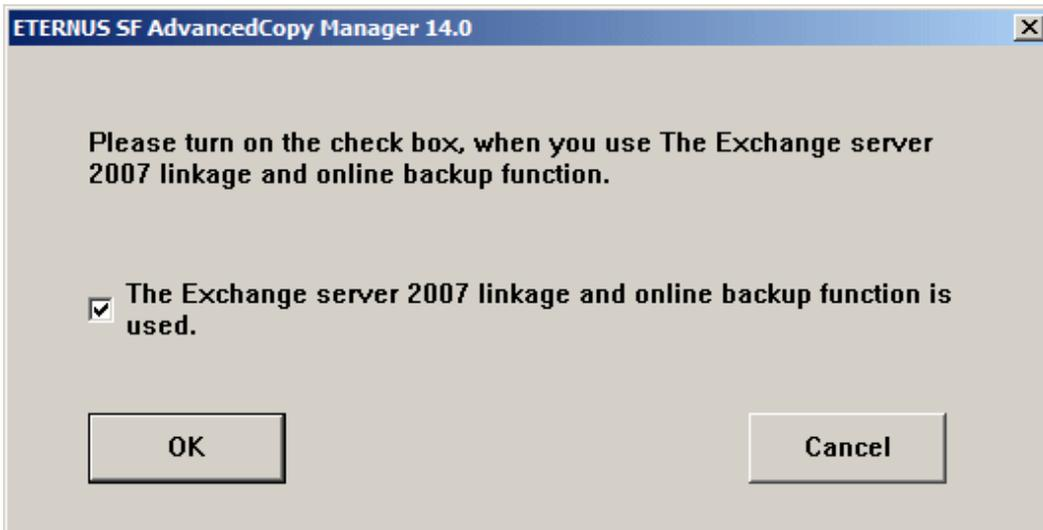 ETERNUS SF AdvancedCopy Manager 14.0
Please turn on the check box, when you use The Exchange server
2007 linkage and online backup function.
The Exchange server 2007 linkage and online backup function is
used.
OK
Cancel